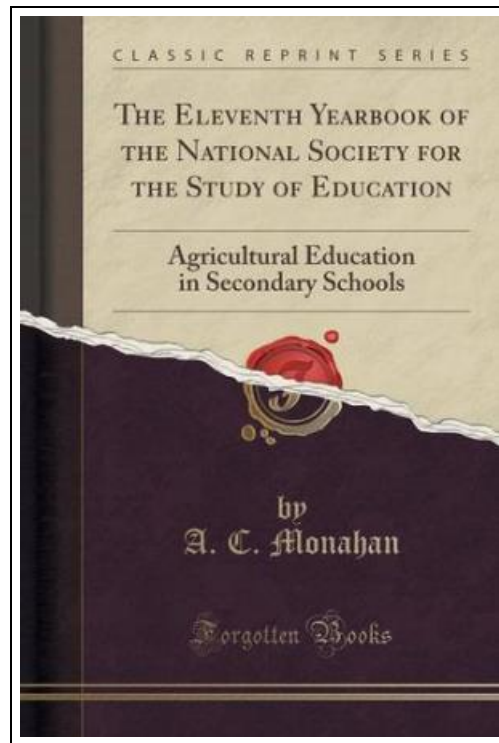 CLASSIC REPRINT SERIES
THE ELEVENTH YEARBOOK OF
THE NATIONAL SOCIETY FOR
THE STUDY OF EDUCATION
Agricultural Education
in Secondary Schools
F
by
A. C. Monahan
Forgotten Books